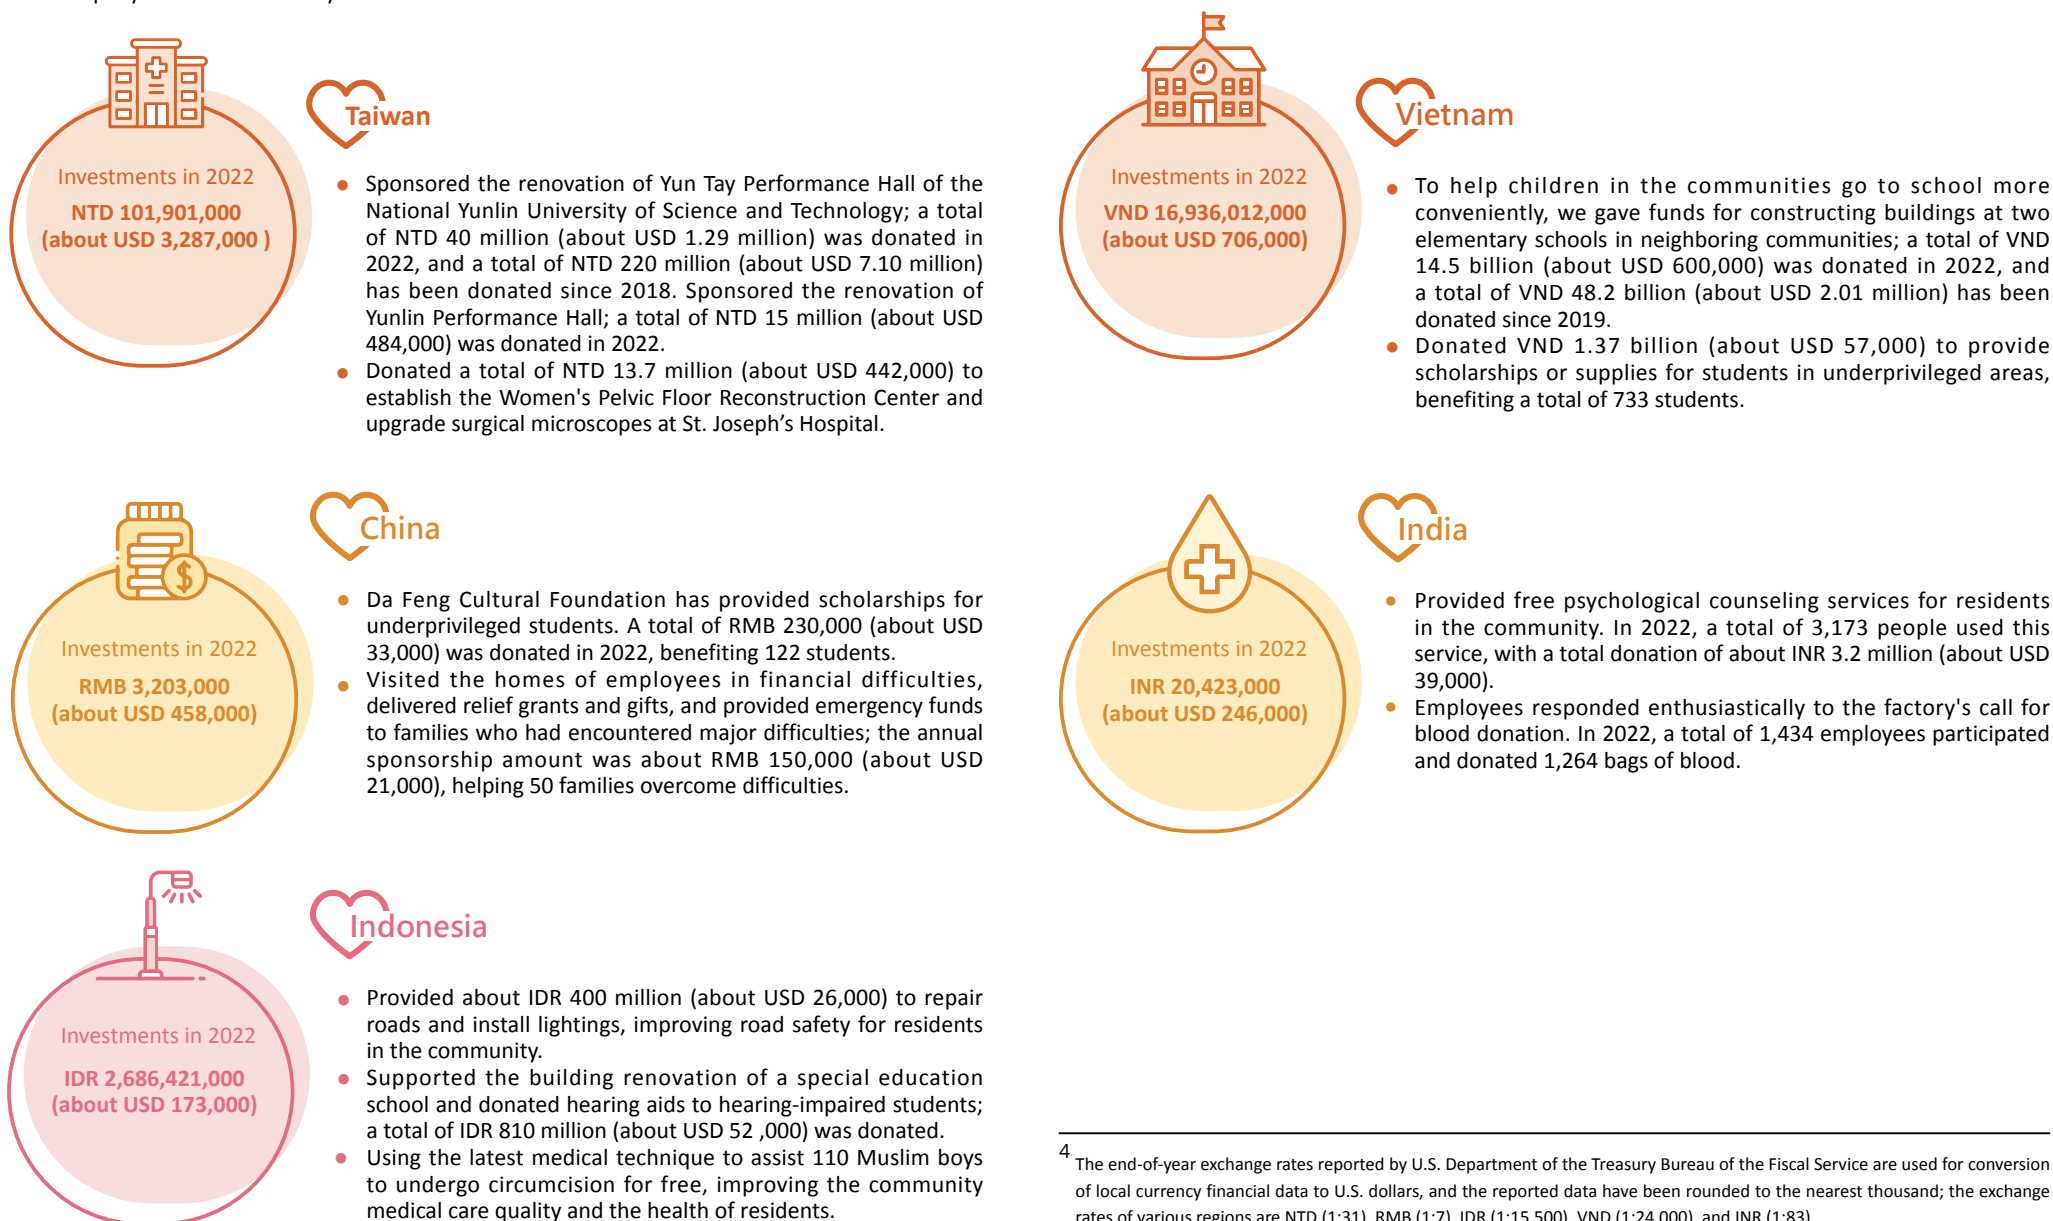 Taiwan
Investments in 2022
NTD 101,901,000
(about USD 3,287,000 )
Sponsored the renovation of Yun Tay Performance Hall of the
National Yunlin University of Science and Technology; a total
of NTD 40 million (about USD 1.29 million) was donated in
2022, and a total of NTD 220 million (about USD 7.10 million)
has been donated since 2018. Sponsored the renovation of
Yunlin Performance Hall; a total of NTD 15 million (about USD
484,000) was donated in 2022.
Donated a total of NTD 13.7 million (about USD 442,000) to
establish the Women's Pelvic Floor Reconstruction Center and
upgrade surgical microscopes at St. Joseph’s Hospital.
China
Investments in 2022
RMB 3,203,000
(about USD 458,000)
Da Feng Cultural Foundation has provided scholarships for
underprivileged students. A total of RMB 230,000 (about USD
33,000) was donated in 2022, benefiting 122 students.
Visited the homes of employees in financial difficulties,
delivered relief grants and gifts, and provided emergency funds
to families who had encountered major difficulties; the annual
sponsorship amount was about RMB 150,000 (about USD
21,000), helping 50 families overcome difficulties.
Indonesia
Investments in 2022
IDR 2,686,421,000
(about USD 173,000)
Provided about IDR 400 million (about USD 26,000) to repair
roads and install lightings, improving road safety for residents
in the community.
Supported the building renovation of a special education
school and donated hearing aids to hearing-impaired students;
a total of IDR 810 million (about USD 52 ,000) was donated.
Using the latest medical technique to assist 110 Muslim boys
to undergo circumcision for free, improving the community
medical care quality and the health of residents.
Vietnam
Investments in 2022
VND 16,936,012,000
(about USD 706,000)
To help children in the communities go to school more
conveniently, we gave funds for constructing buildings at two
elementary schools in neighboring communities; a total of VND
14.5 billion (about USD 600,000) was donated in 2022, and
a total of VND 48.2 billion (about USD 2.01 million) has been
donated since 2019.
Donated VND 1.37 billion (about USD 57,000) to provide
scholarships or supplies for students in underprivileged areas,
benefiting a total of 733 students.
India
Investments in 2022
INR 20,423,000
(about USD 246,000)
Provided free psychological counseling services for residents
in the community. In 2022, a total of 3,173 people used this
service, with a total donation of about INR 3.2 million (about USD
39,000).
Employees responded enthusiastically to the factory's call for
blood donation. In 2022, a total of 1,434 employees participated
and donated 1,264 bags of blood.
4 The end-of-year exchange rates reported by U.S. Department of the Treasury Bureau of the Fiscal Service are used for conversion
of local currency financial data to U.S. dollars, and the reported data have been rounded to the nearest thousand; the exchange
rates of various regions are NTD (1:31), RMB (1:7), IDR (1:15,500), VND (1:24,000), and INR (1:83).